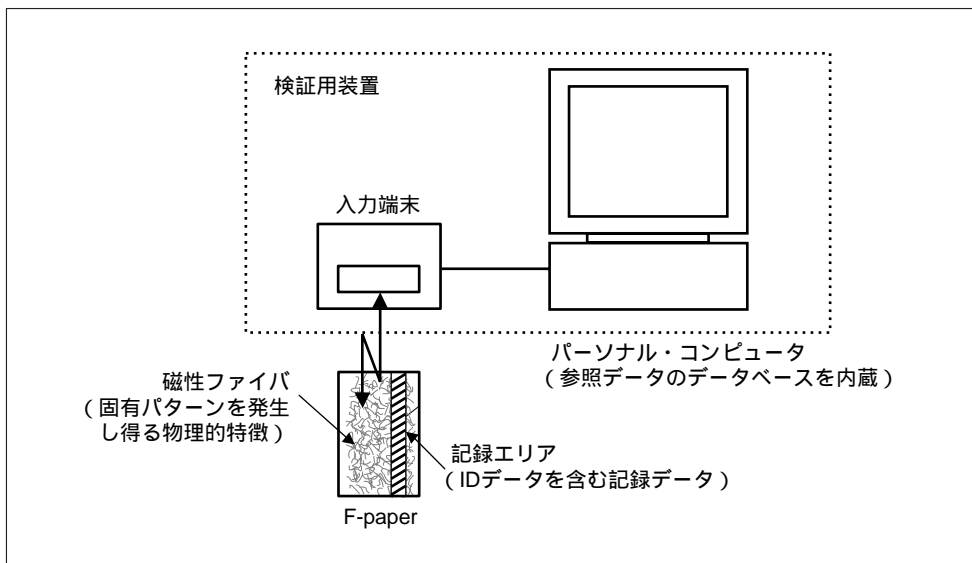 検証用装置
入力端末
パーソナル・コンピュータ
（参照データのデータベースを内蔵）
磁性ファイバ
（固有パターンを発生
し得る物理的特徴）
記録エリア
（IDデータを含む記録データ）
F-paper